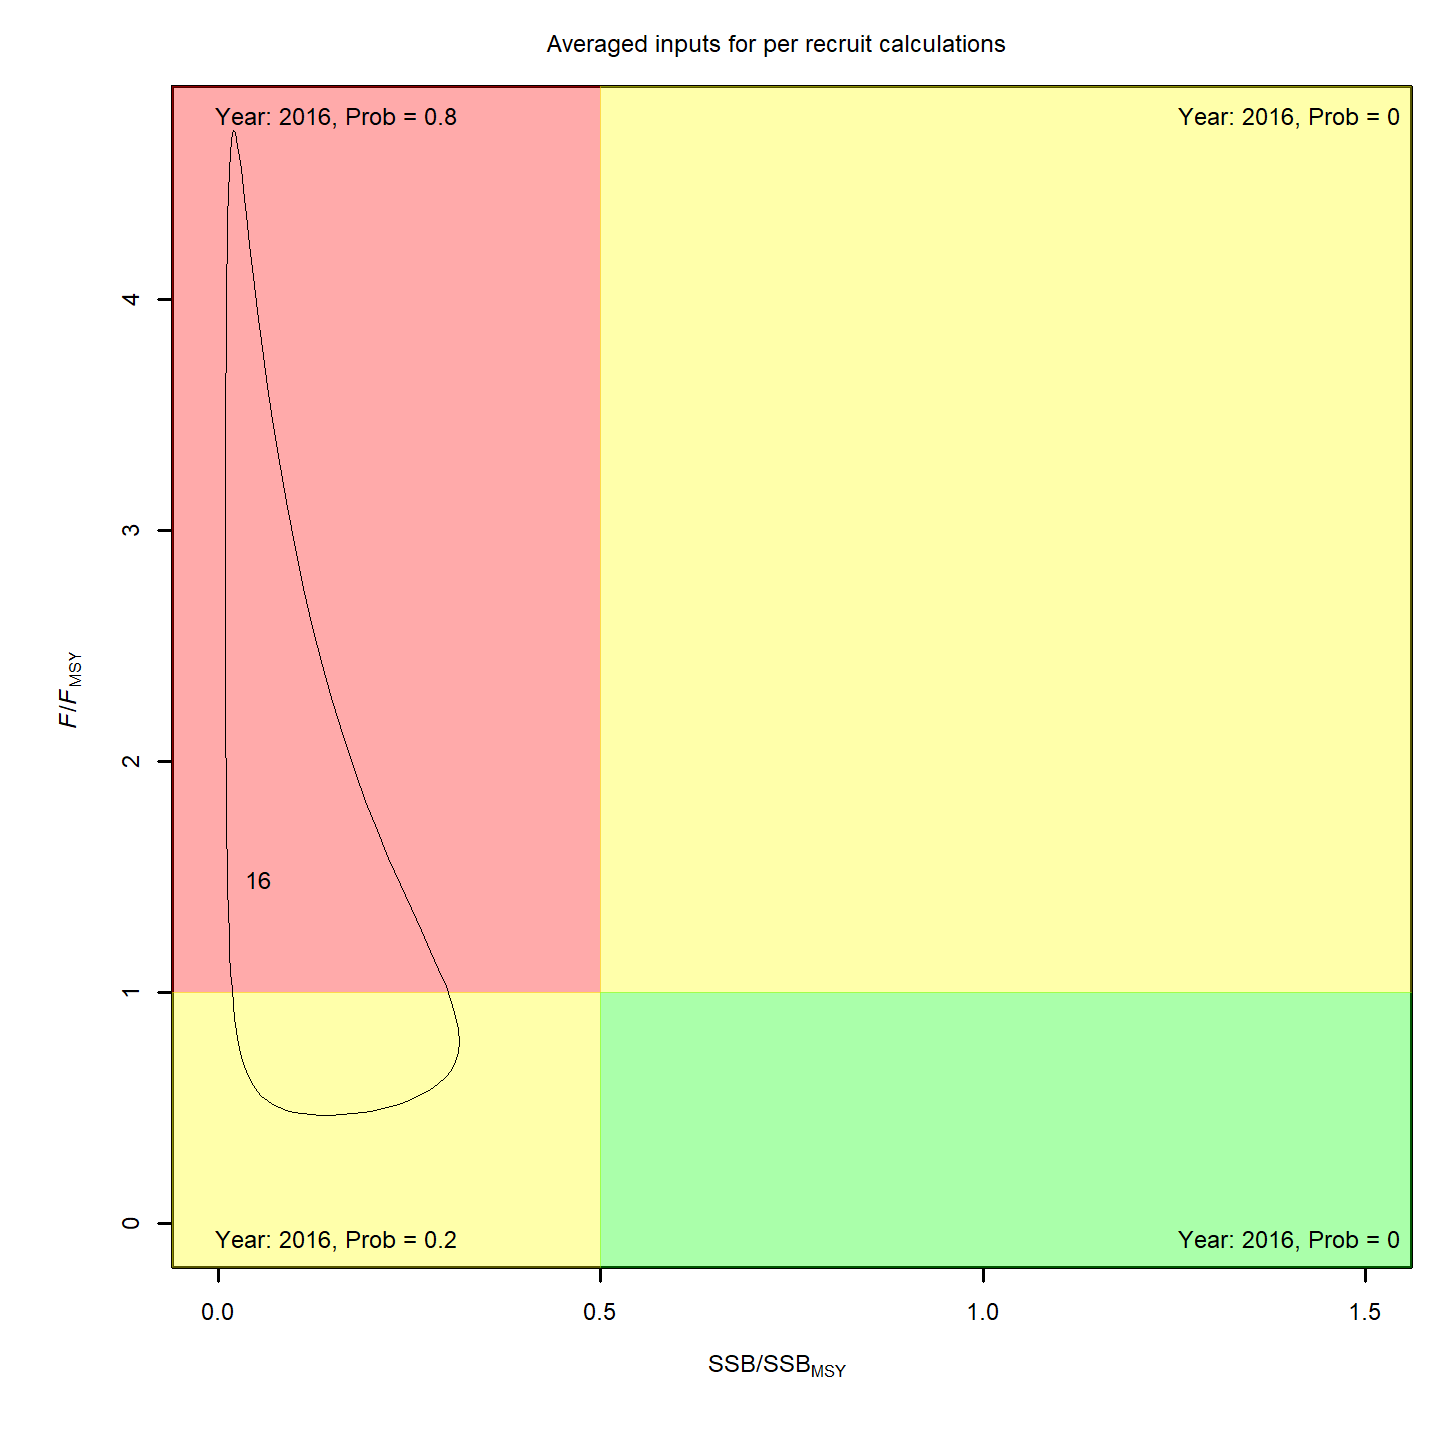 Averaged inputs for per recruit calculations
Year: 2016, Prob = 0.8
Year: 2016, Prob = 0
4
3
2
1
0
F/F_MSY
16
Year: 2016, Prob = 0.2
Year: 2016, Prob = 0
0.0
0.5
1.0
1.5
SSB/SSB_MSY